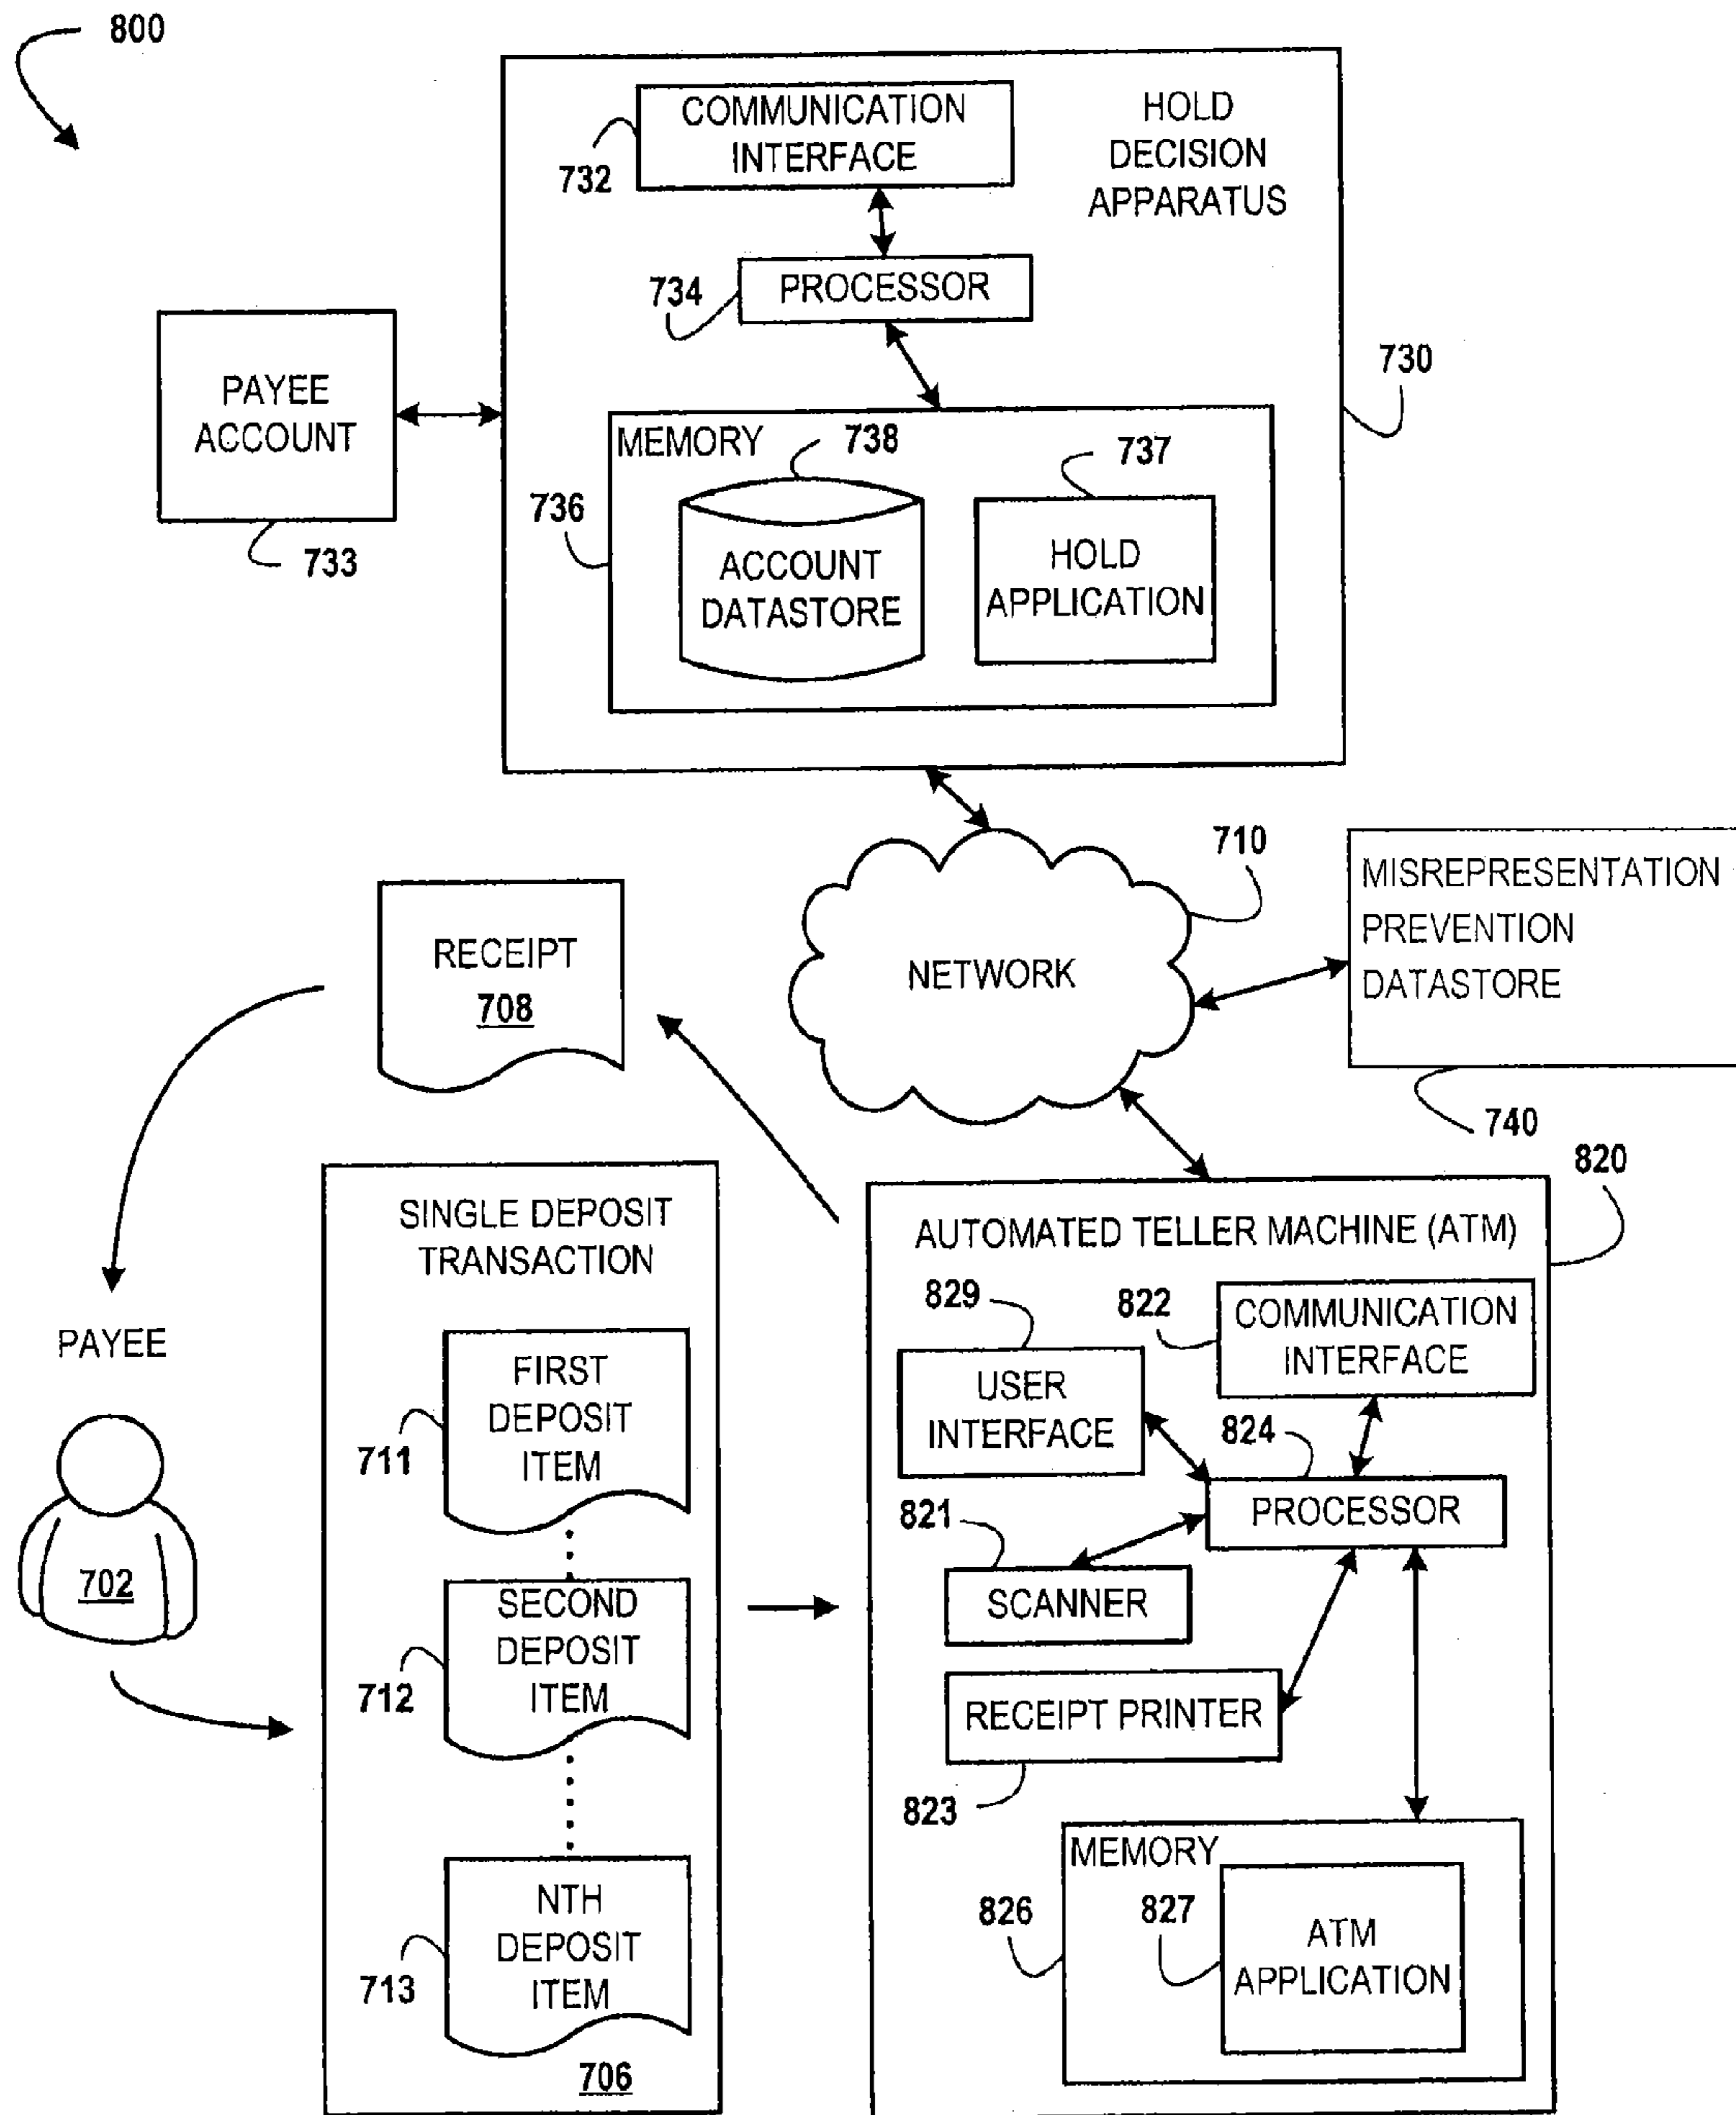 800
COMMUNICATION
INTERFACE
732
HOLD
DECISION
APPARATUS
PROCESSOR
734
730
PAYEE
ACCOUNT
733
MEMORY
738
737
736
ACCOUNT
DATASTORE
HOLD
APPLICATION
710
NETWORK
MISREPRESENTATION
PREVENTION
DATASTORE
740
RECEIPT
708
PAYEE
702
SINGLE DEPOSIT
TRANSACTION
FIRST
DEPOSIT
ITEM
711
SECOND
DEPOSIT
ITEM
712
NTH
DEPOSIT
ITEM
713
706
820
AUTOMATED TELLER MACHINE (ATM)
829
822
COMMUNICATION
INTERFACE
USER
INTERFACE
824
PROCESSOR
821
SCANNER
RECEIPT PRINTER
823
MEMORY
826
827
ATM
APPLICATION